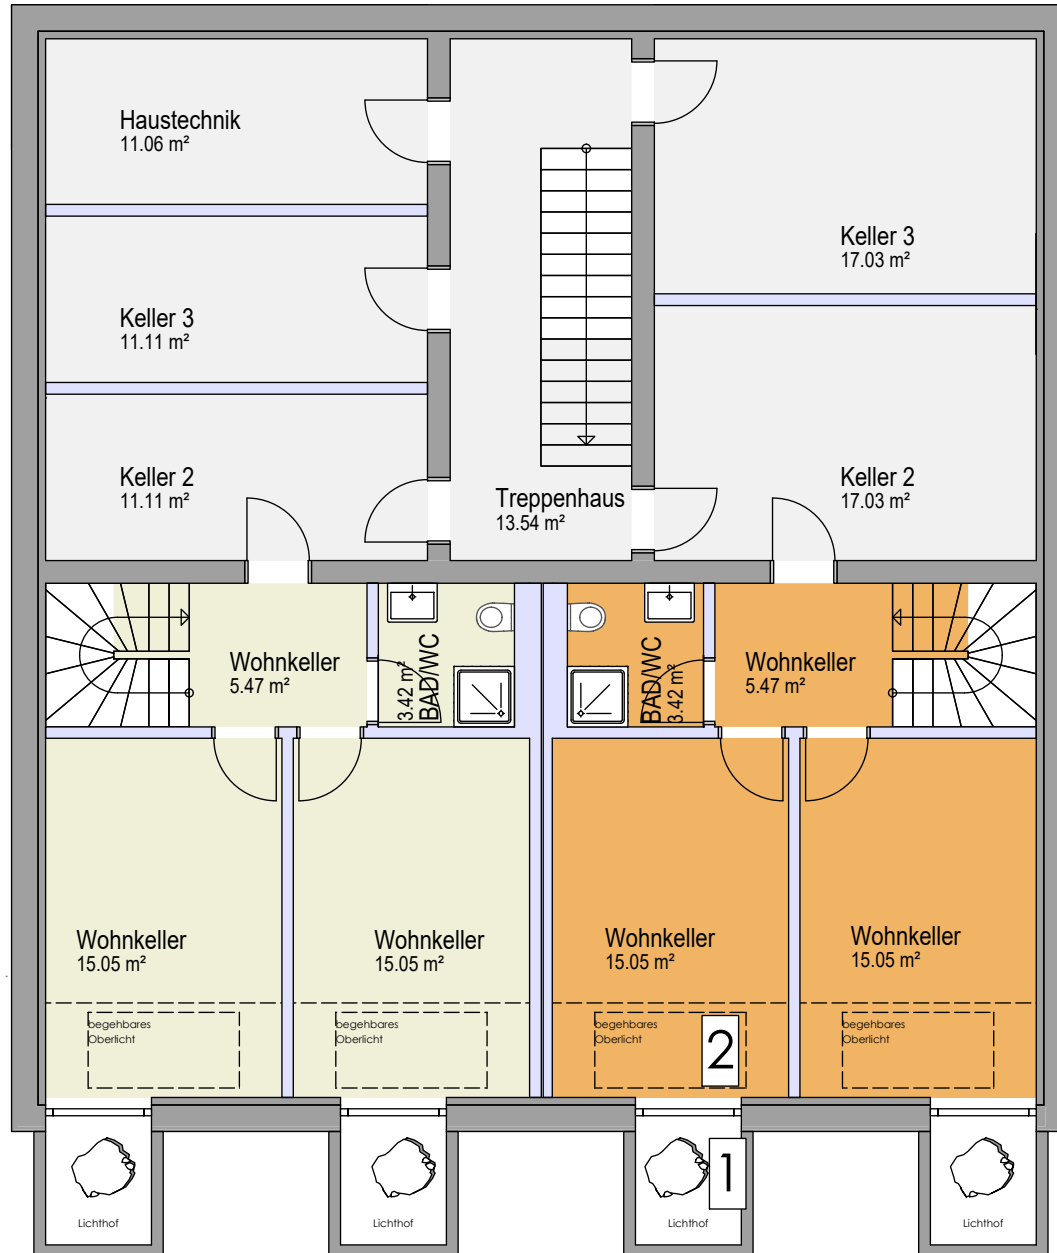 Haustechnik
11.06 m²
Keller 3
17.03 m²
Keller 3
11.11 m²
Keller 2
11.11 m²
Treppenhaus
13.54 m²
Keller 2
17.03 m²
Wohnkeller
5.47 m²
BAD/WC
3.42 m²
BAD/WC
3.42 m²
Wohnkeller
5.47 m²
Wohnkeller
15.05 m²
Wohnkeller
15.05 m²
Wohnkeller
15.05 m²
Wohnkeller
15.05 m²
begehbares
Oberlicht
begehbares
Oberlicht
begehbares
Oberlicht
2
begehbares
Oberlicht
1
Lichthof
Lichthof
Lichthof
Lichthof